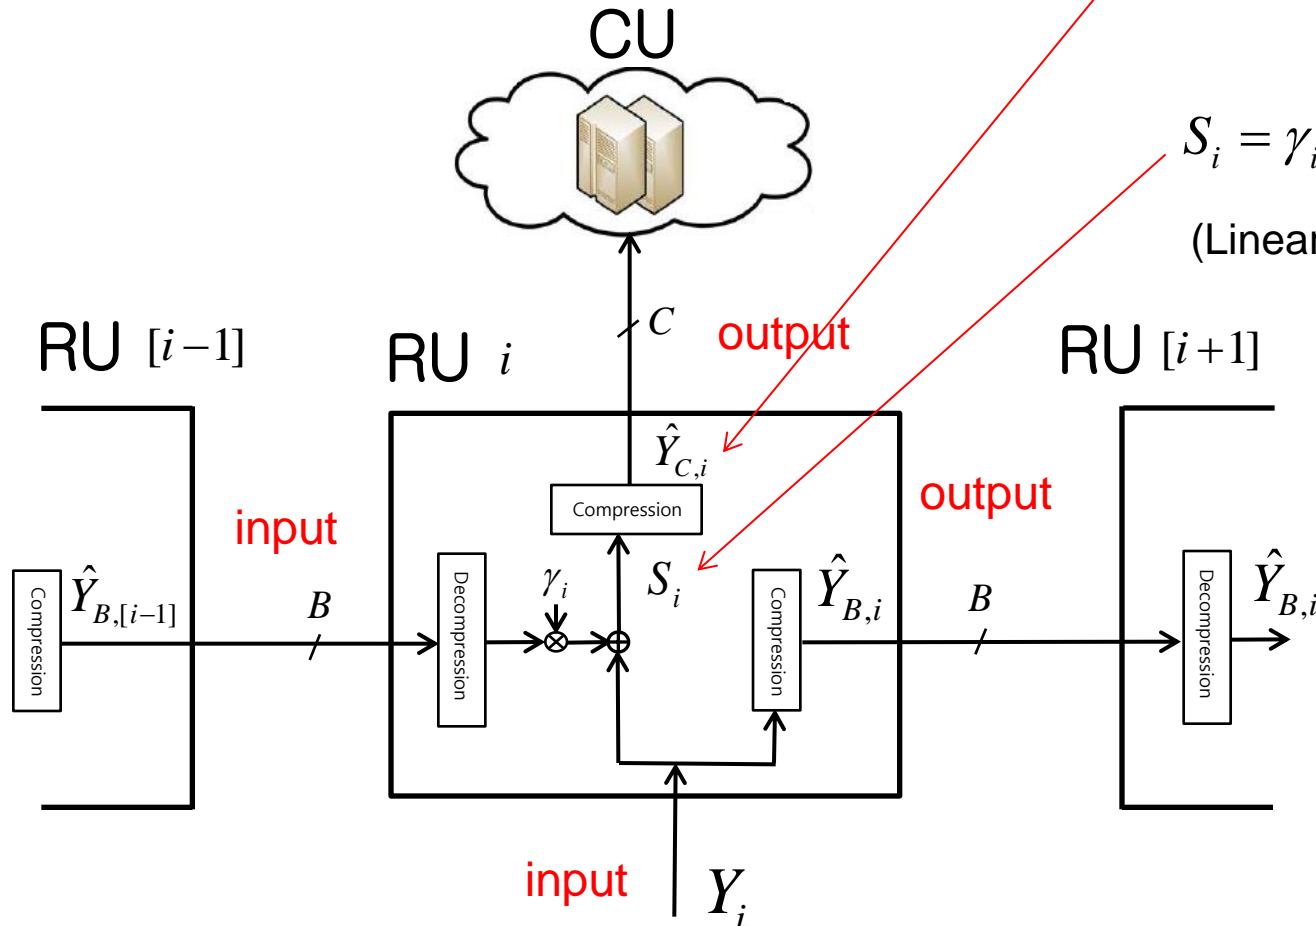 CU
S_i = γ_i
(Linear
C
output
RU [i−1]
RU i
RU [i+1]
Ŷ_{C,i}
Compression
output
input
Compression
Ŷ_{B,[i−1]}
B
Decompression
γ_i
S_i
Compression
Ŷ_{B,i}
B
Decompression
Ŷ_{B,i}
input
Y_i